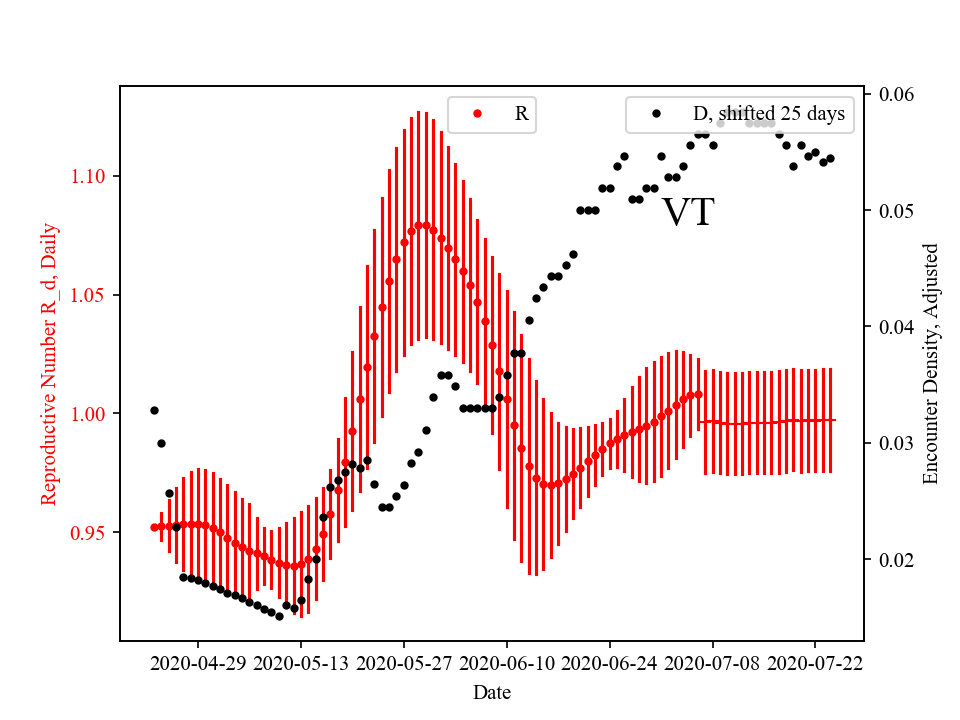 R
D, shifted 25 days
VT
Reproductive Number R_d, Daily
1.10
1.05
1.00
0.95
0.06
0.05
0.04
0.03
0.02
Encounter Density, Adjusted
2020-04-29 2020-05-13 2020-05-27 2020-06-10 2020-06-24 2020-07-08 2020-07-22
Date